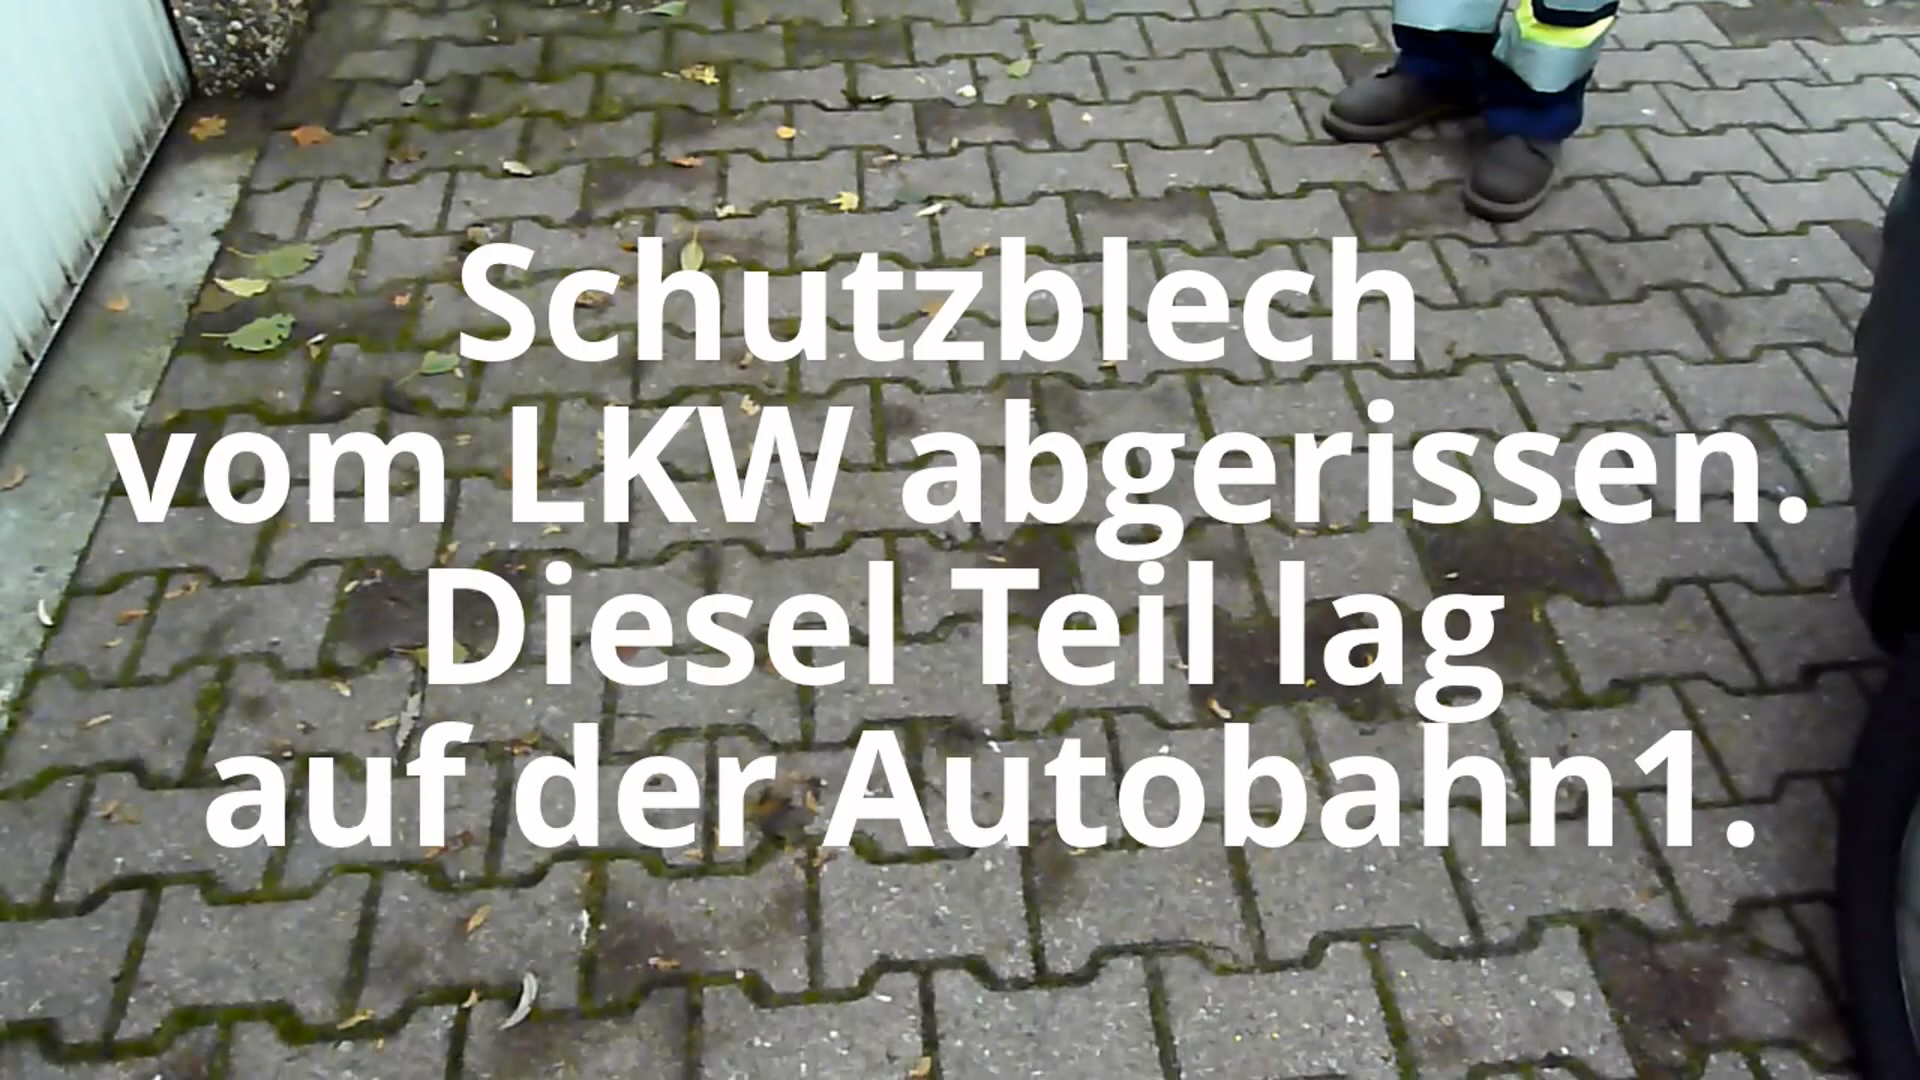 Schutzblech
vom LKW abgerissen.
Diesel Teil lag
auf der Autobahn1.